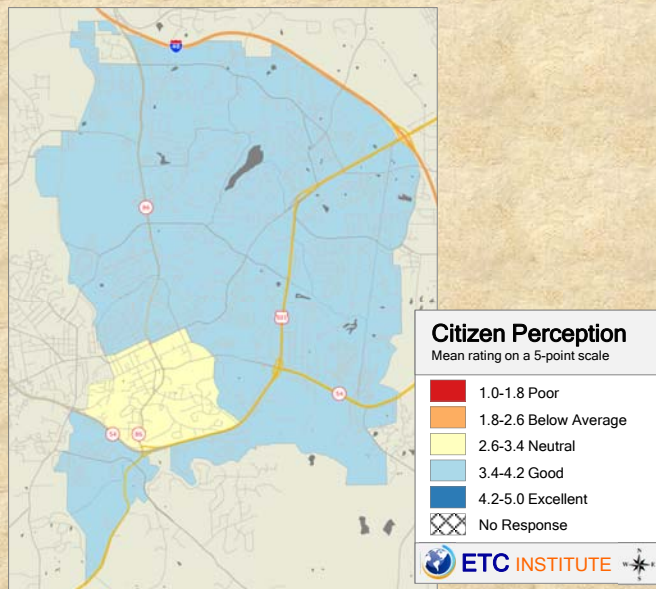 40
86
501
54
54
86
Citizen Perception
Mean rating on a 5-point scale
1.0-1.8 Poor
1.8-2.6 Below Average
2.6-3.4 Neutral
3.4-4.2 Good
4.2-5.0 Excellent
No Response
ETC INSTITUTE
N
W E
S